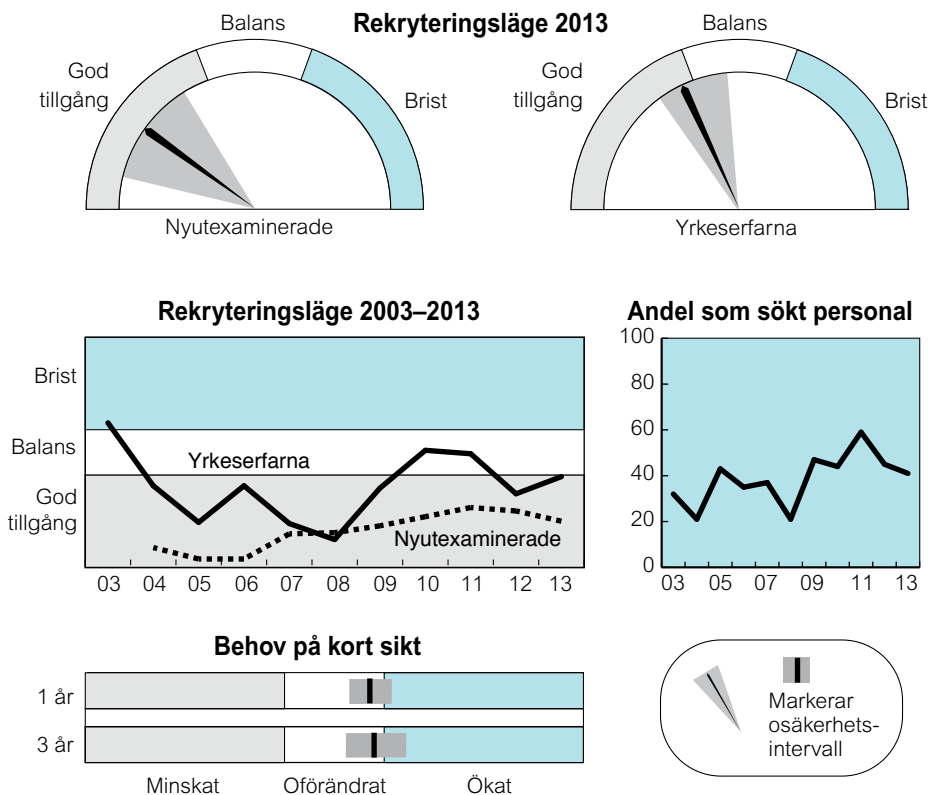 Rekryteringsläge 2013
Balans
God
tillgång
Brist
Nyutexaminerade
Balans
God
tillgång
Brist
Yrkeserfarna
Rekryteringsläge 2003–2013
Brist
Balans
God
tillgång
Yrkeserfarna
Nyutexaminerade
03 04 05 06 07 08 09 10 11 12 13
Andel som sökt personal
100
80
60
40
20
0
03 05 07 09 11 13
Behov på kort sikt
1 år
3 år
Minskat Oförändrat Ökat
Markerar
osäkerhets-
intervall